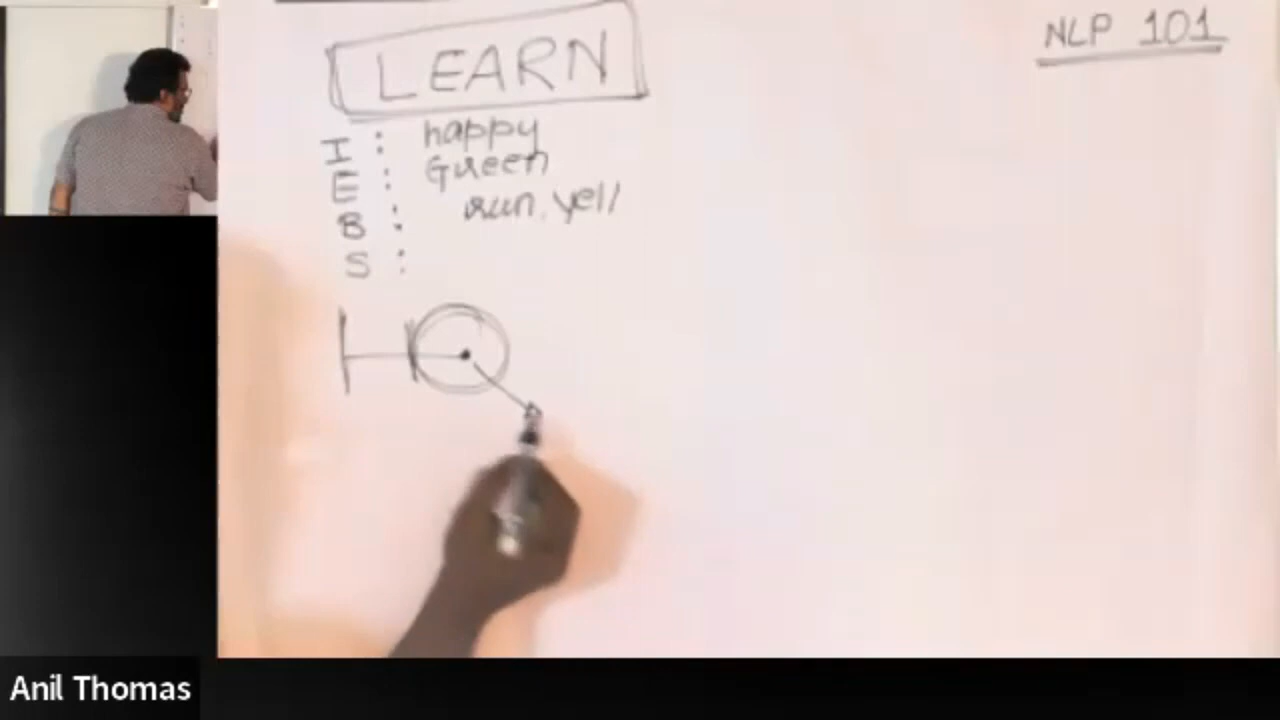 LEARN
NLP 101
I : happy
E : Green
B : run, yell
S :
Anil Thomas